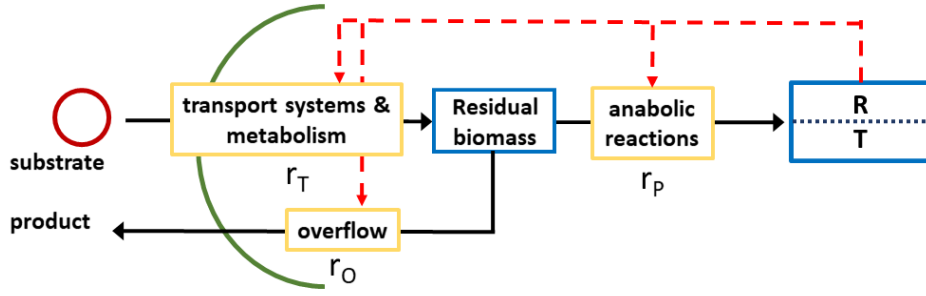 transport systems &
metabolism
Residual
biomass
anabolic
reactions
R
T
substrate
r_T
r_P
product
overflow
r_O